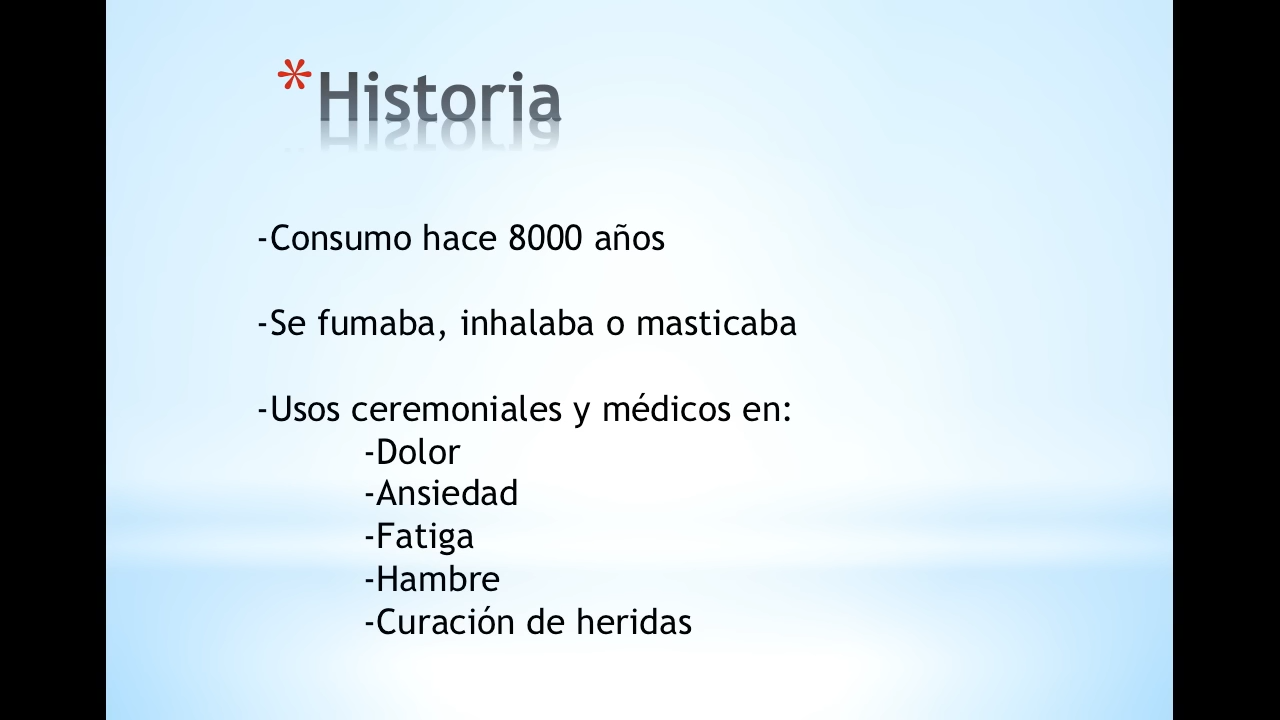 *Historia
-Consumo hace 8000 años
-Se fumaba, inhalaba o masticaba
-Usos ceremoniales y médicos en:
-Dolor
-Ansiedad
-Fatiga
-Hambre
-Curación de heridas